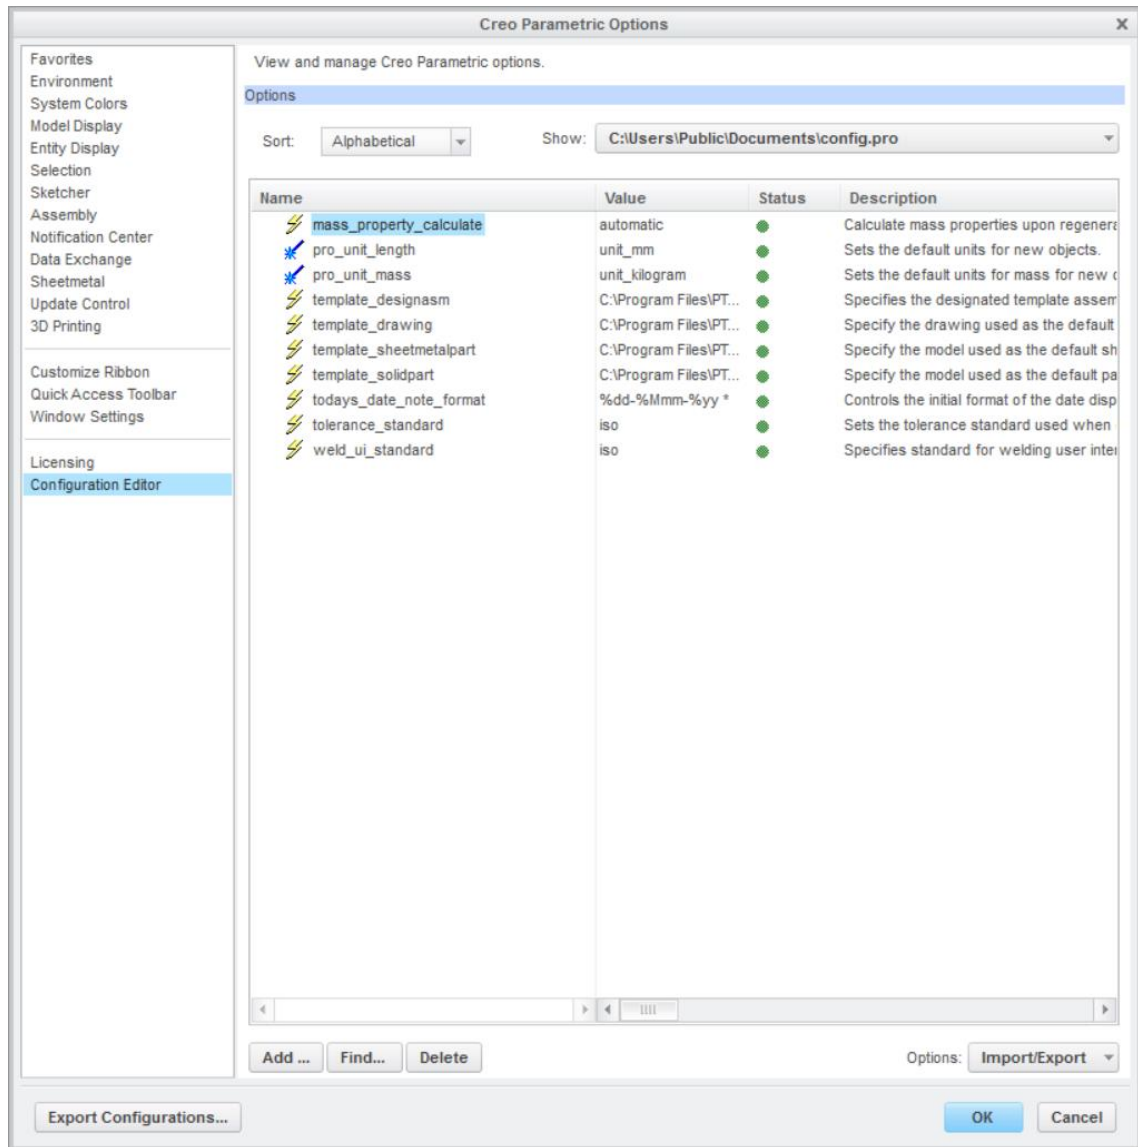 Creo Parametric Options
Favorites
Environment
System Colors
Model Display
Entity Display
Selection
Sketcher
Assembly
Notification Center
Data Exchange
Sheetmetal
Update Control
3D Printing
Customize Ribbon
Quick Access Toolbar
Window Settings
Licensing
Configuration Editor
View and manage Creo Parametric options.
Options
Sort: Alphabetical Show: C:\Users\Public\Documents\config.pro
Name Value Status Description
mass_property_calculate automatic Calculate mass properties upon regenera
pro_unit_length unit_mm Sets the default units for new objects.
pro_unit_mass unit_kilogram Sets the default units for mass for new
template_designasm C:\Program Files\PT... Specifies the designated template assem
template_drawing C:\Program Files\PT... Specify the drawing used as the default
template_sheetmetalpart C:\Program Files\PT... Specify the model used as the default sh
template_solidpart C:\Program Files\PT... Specify the model used as the default pa
todays_date_note_format %dd-%Mmm-%yy * Controls the initial format of the date disp
tolerance_standard iso Sets the tolerance standard used when
weld_ui_standard iso Specifies standard for welding user inter
Add ... Find... Delete Options: Import/Export
Export Configurations... OK Cancel